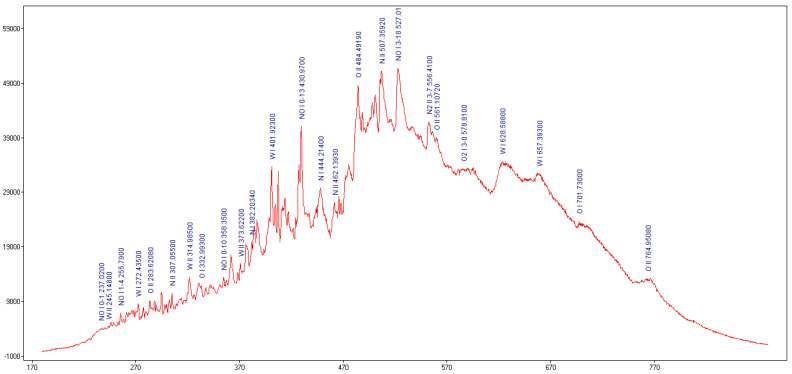 59000
49000
39000
29000
19000
9000
-1000
170
270
370
470
570
670
770
NO I 0-1 237.0200
W II 245.14800
NO I 1-4 255.7900
W I 272.43500
O II 283.62080
N II 307.05500
W II 314.98500
O I 332.99300
NO I 0-10 358.3500
W II 373.62200
N I 382.20340
W I 401.92300
NO I 0-13 430.9700
N I 444.21400
N II 462.13930
O II 484.49190
N II 507.35920
NO I 3-18 527.01
N2 II 3-7 556.4100
O II 561.10720
O2 I 3-0 578.8100
W I 628.58800
W I 657.39300
O I 701.73000
O II 764.95080